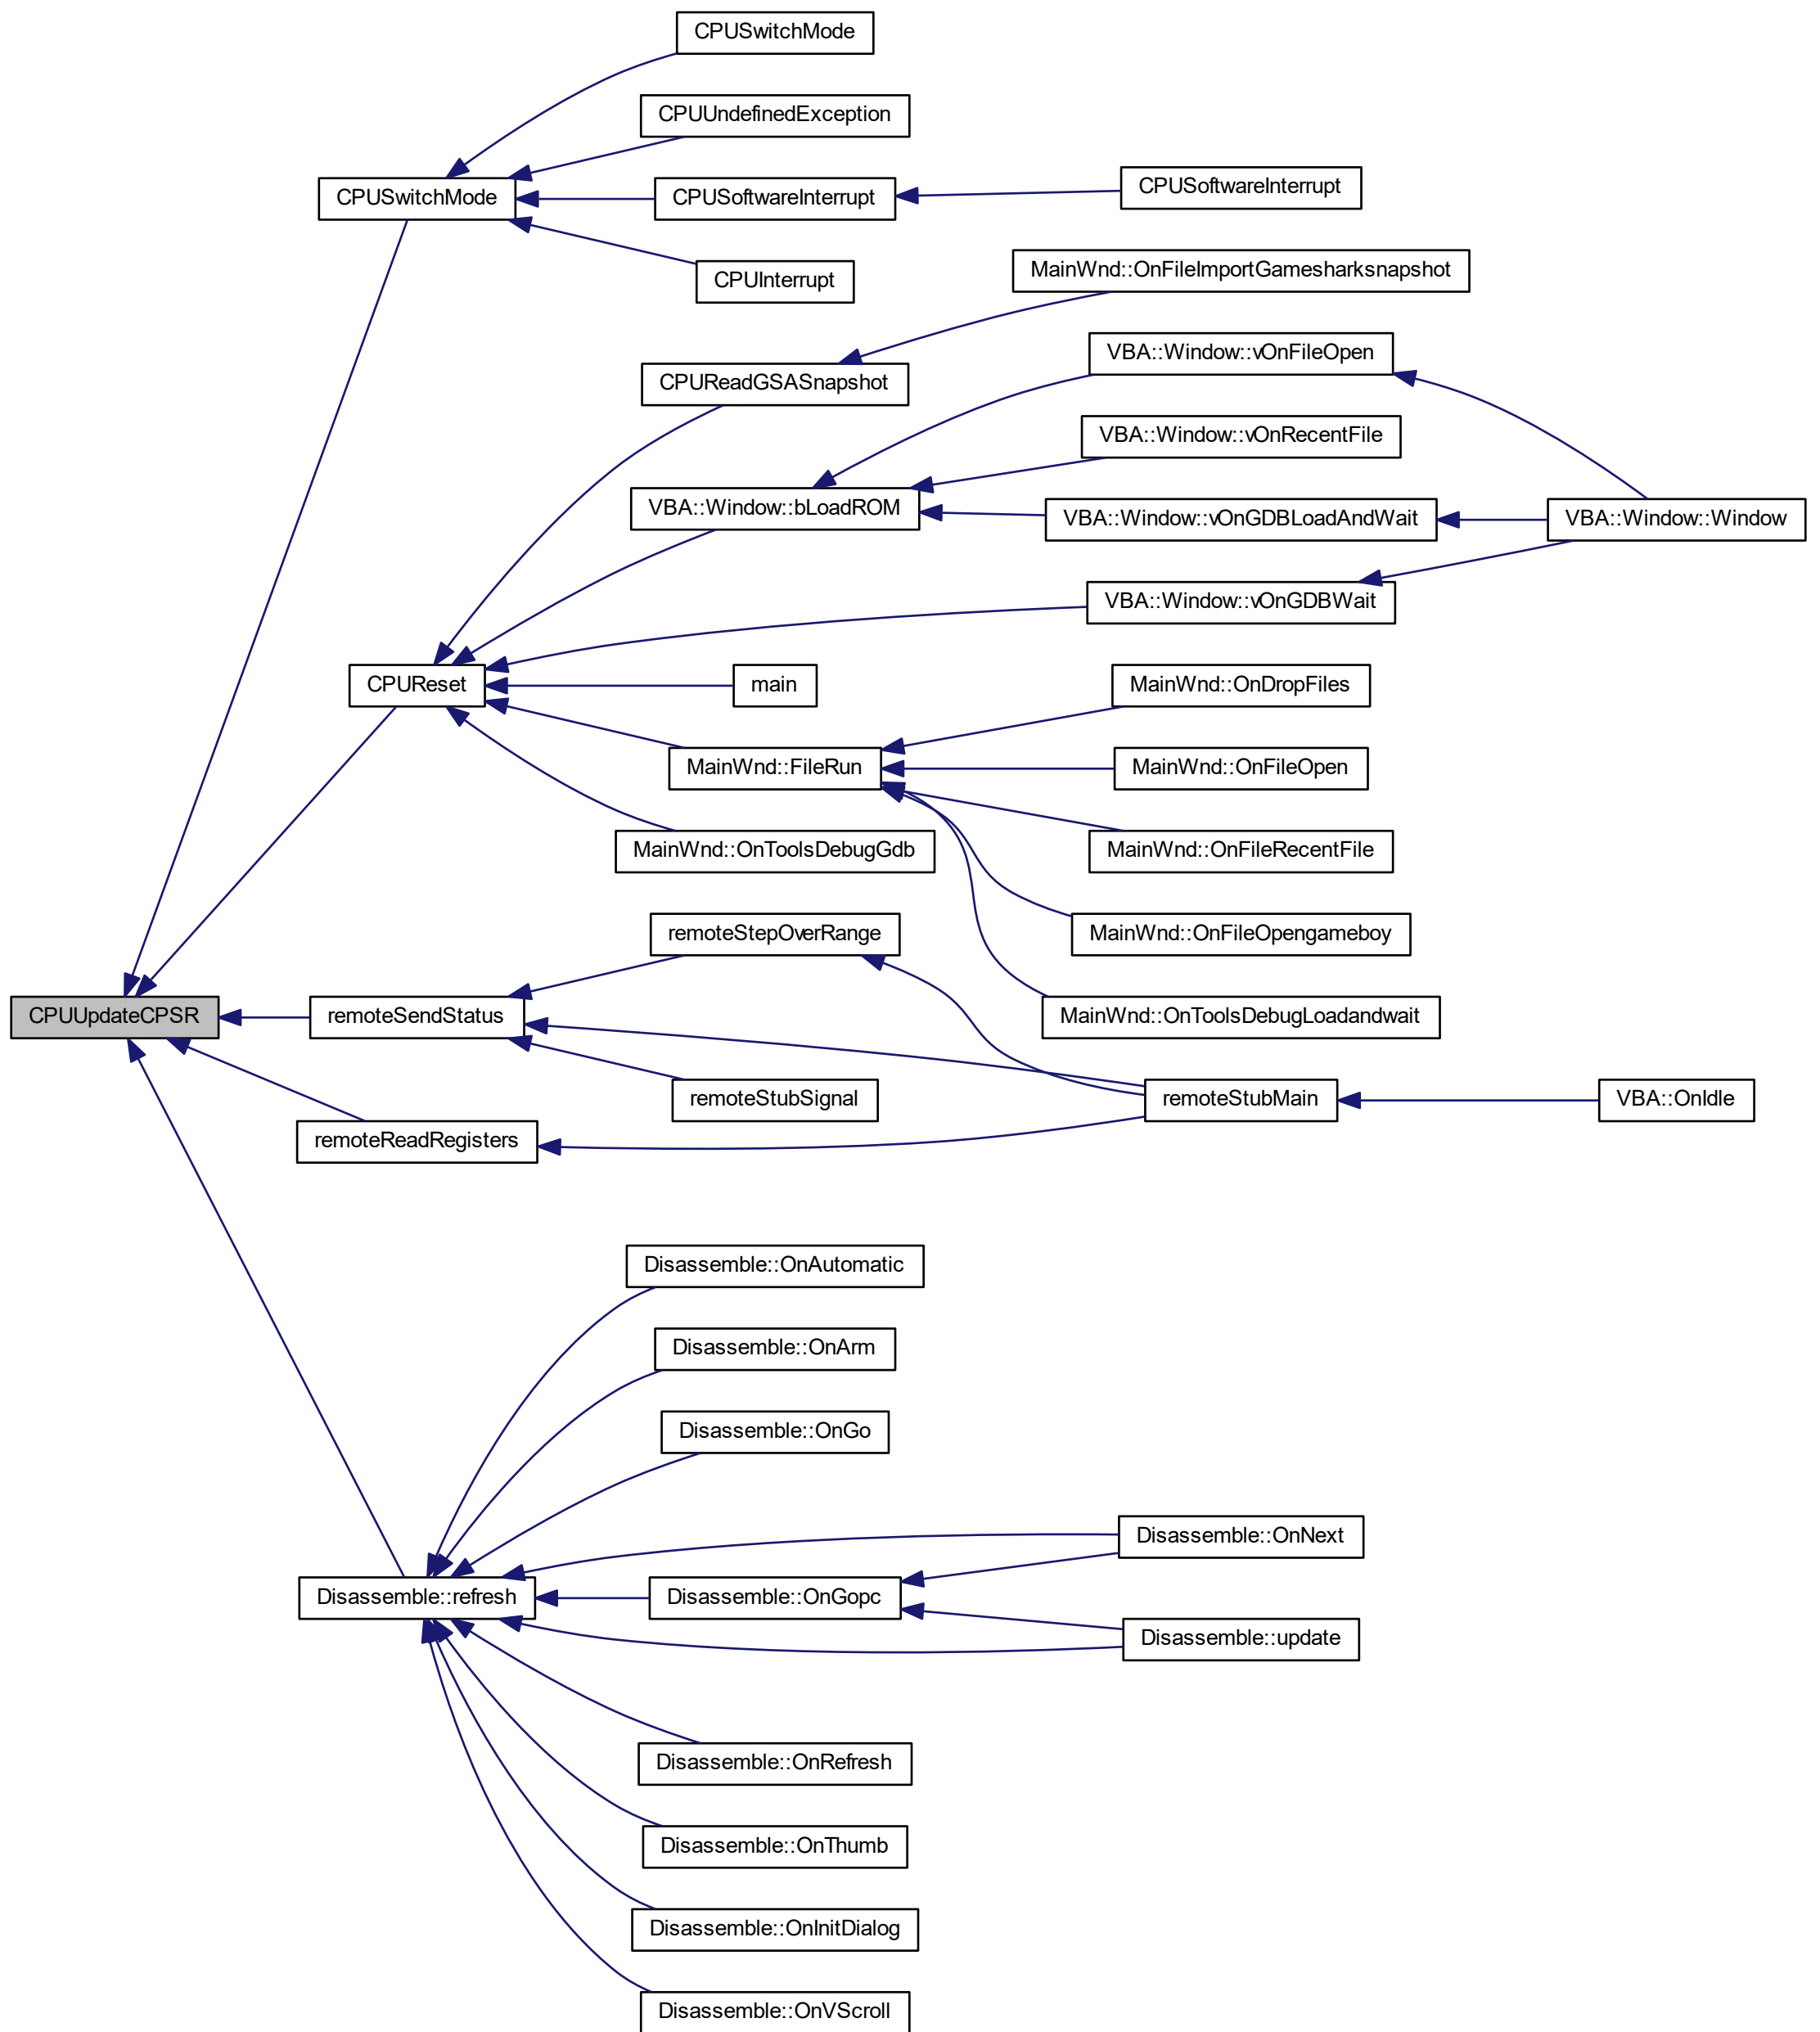 CPUSwitchMode
CPUUndefinedException
CPUSwitchMode
CPUSoftwareInterrupt
CPUSoftwareInterrupt
CPUInterrupt
MainWnd::OnFileImportGamesharksnapshot
VBA::Window::vOnFileOpen
CPUReadGSASnapshot
VBA::Window::vOnRecentFile
VBA::Window::bLoadROM
VBA::Window::vOnGDBLoadAndWait
VBA::Window::Window
VBA::Window::vOnGDBWait
CPUReset
main
MainWnd::OnDropFiles
MainWnd::FileRun
MainWnd::OnFileOpen
MainWnd::OnToolsDebugGdb
MainWnd::OnFileRecentFile
remoteStepOverRange
MainWnd::OnFileOpengameboy
CPUUpdateCPSR
remoteSendStatus
MainWnd::OnToolsDebugLoadandwait
remoteStubSignal
remoteStubMain
VBA::OnIdle
remoteReadRegisters
Disassemble::OnAutomatic
Disassemble::OnArm
Disassemble::OnGo
Disassemble::OnNext
Disassemble::refresh
Disassemble::OnGopc
Disassemble::update
Disassemble::OnRefresh
Disassemble::OnThumb
Disassemble::OnInitDialog
Disassemble::OnVScroll